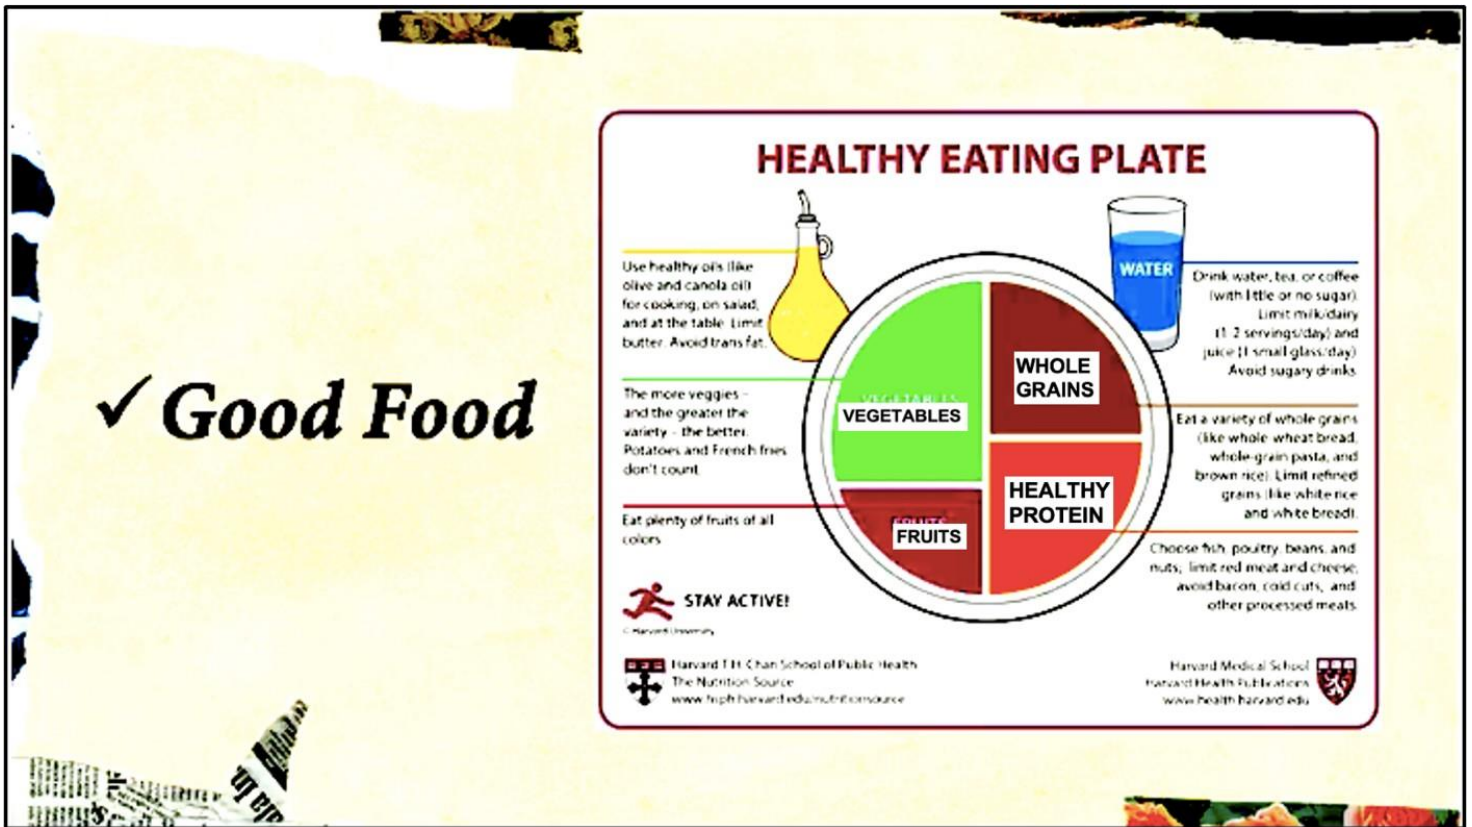 ✓ Good Food
HEALTHY EATING PLATE
Use healthy oils (like
olive and canola oil)
for cooking, on salad,
and at the table. Limit
butter. Avoid trans fat.
The more veggies –
and the greater the
variety – the better.
Potatoes and French fries
don't count.
Eat plenty of fruits of all
colors
STAY ACTIVE!
© Harvard University
VEGETABLES
FRUITS
WHOLE
GRAINS
HEALTHY
PROTEIN
WATER
Drink water, tea, or coffee
(with little or no sugar).
Limit milk/dairy
(1-2 servings/day) and
juice (1 small glass/day).
Avoid sugary drinks.
Eat a variety of whole grains
(like whole-wheat bread,
whole-grain pasta, and
brown rice). Limit refined
grains (like white rice
and white bread).
Choose fish, poultry, beans, and
nuts; limit red meat and cheese;
avoid bacon, cold cuts, and
other processed meats.
Harvard T.H. Chan School of Public Health
The Nutrition Source
www.hsph.harvard.edu/nutritionsource
Harvard Medical School
Harvard Health Publications
www.health.harvard.edu